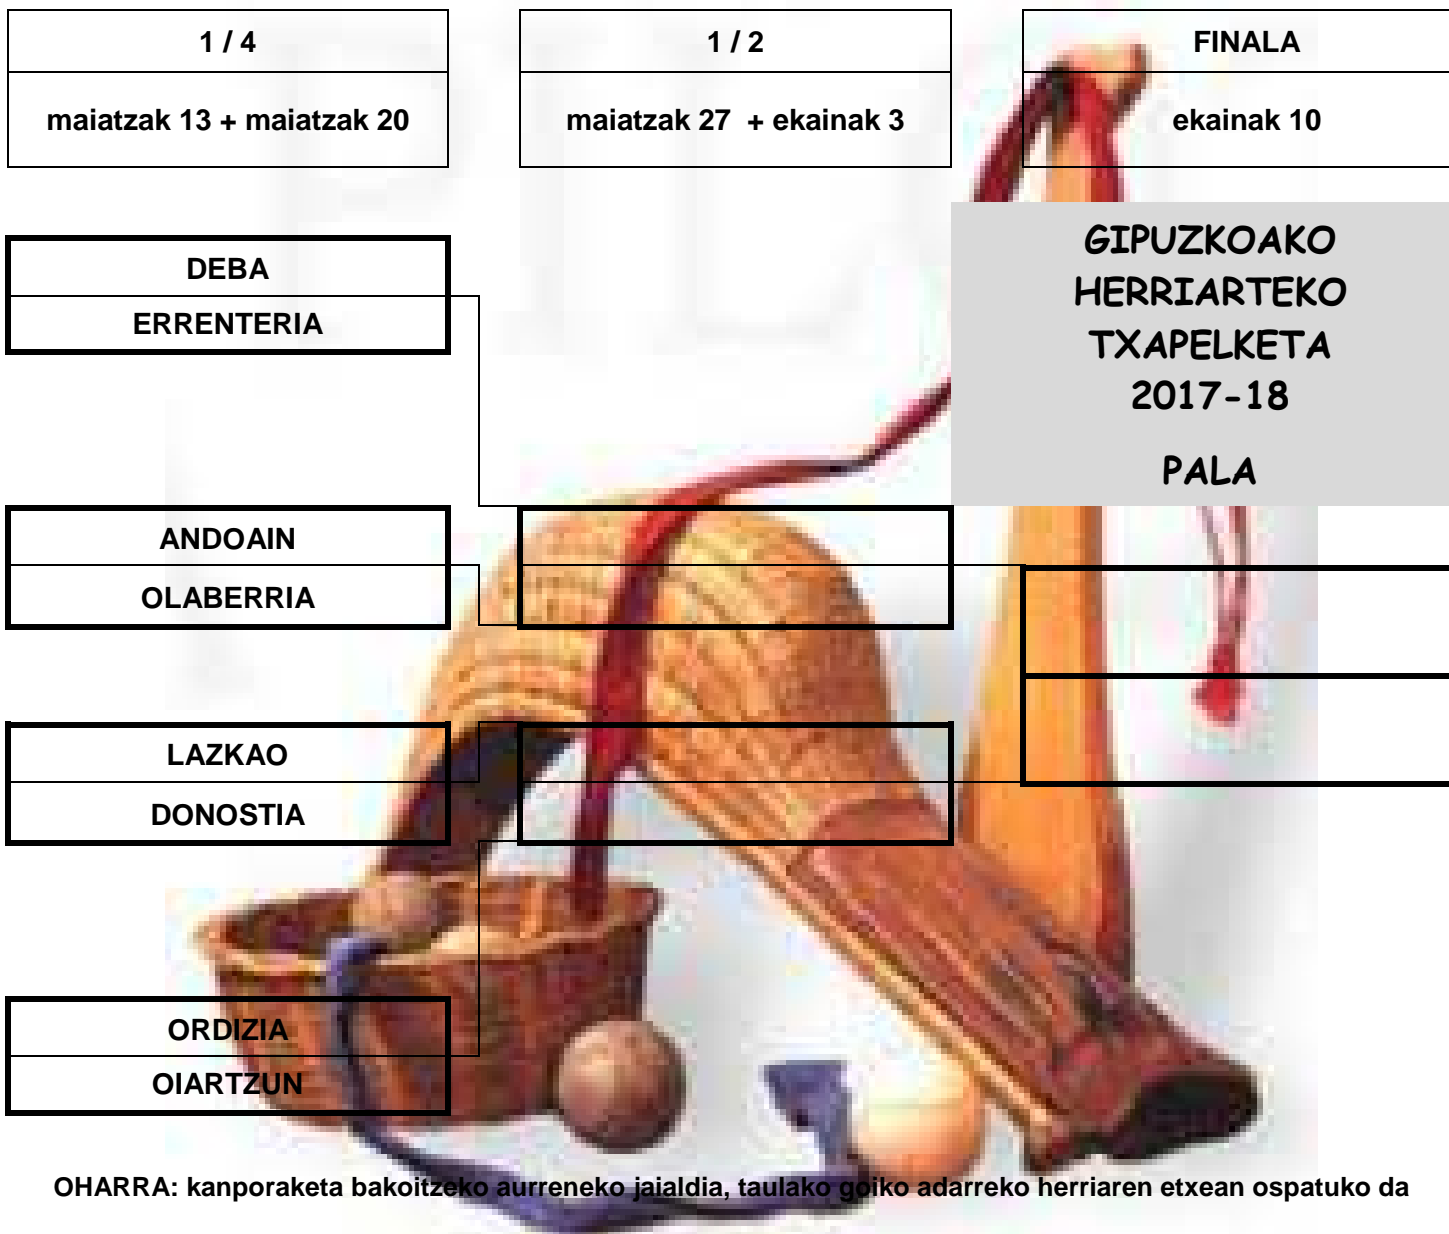 1 / 4
1 / 2
FINALA
maiatzak 13 + maiatzak 20
maiatzak 27 + ekainak 3
ekainak 10
GIPUZKOAKO
HERRIARTEKO
TXAPELKETA
2017-18
PALA
DEBA
ERRENTERIA
ANDOAIN
OLABERRIA
LAZKAO
DONOSTIA
ORDIZIA
OIARTZUN
OHARRA: kanporaketa bakoitzeko aurreneko jaialdia, taulako goiko adarreko herriaren etxean ospatuko da